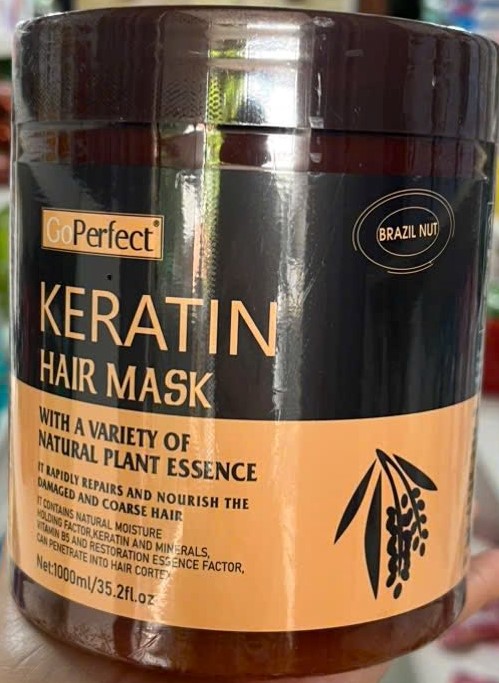 GoPerfect®
BRAZIL NUT
KERATIN
HAIR MASK
WITH A VARIETY OF
NATURAL PLANT ESSENCE
IT RAPIDLY REPAIRS AND NOURISH THE
DAMAGED AND COARSE HAIR
IT CONTAINS NATURAL MOISTURE
HOLDING FACTOR,KERATIN AND MINERALS,
VITAMIN B5 AND RESTORATION ESSENCE FACTOR,
CAN PENETRATE INTO HAIR CORTEX
Net:1000ml/35.2fl.oz